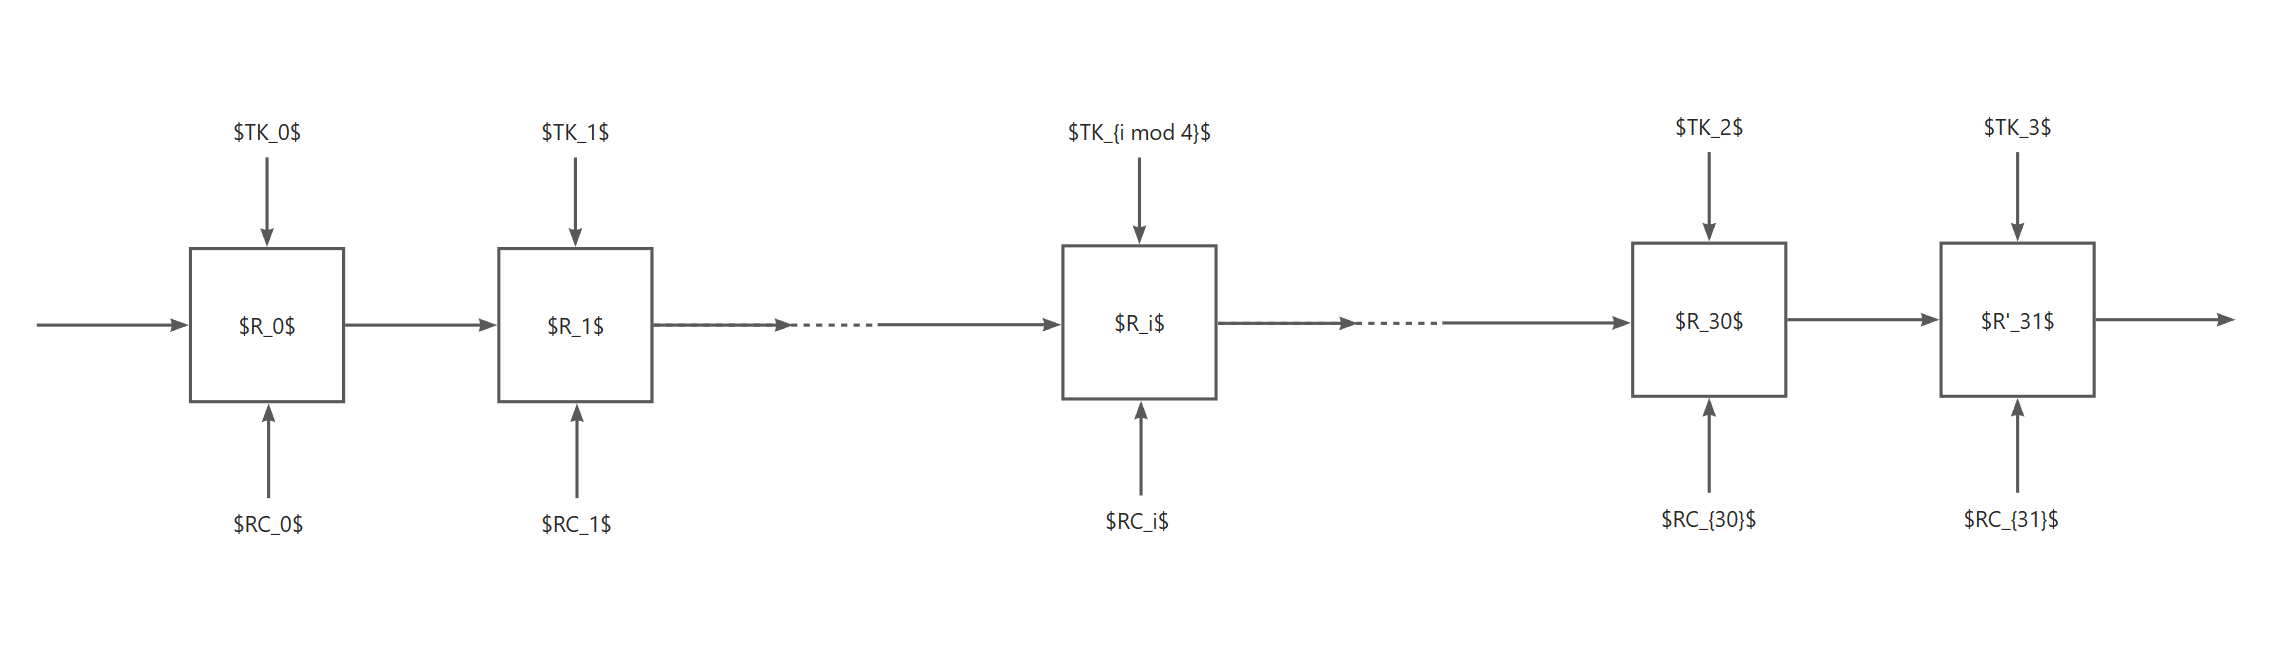 $TK_0$
$TK_1$
$TK_{i mod 4}$
$TK_2$
$TK_3$
$R_0$
$R_1$
$R_i$
$R_30$
$R'_31$
$RC_0$
$RC_1$
$RC_i$
$RC_{30}$
$RC_{31}$